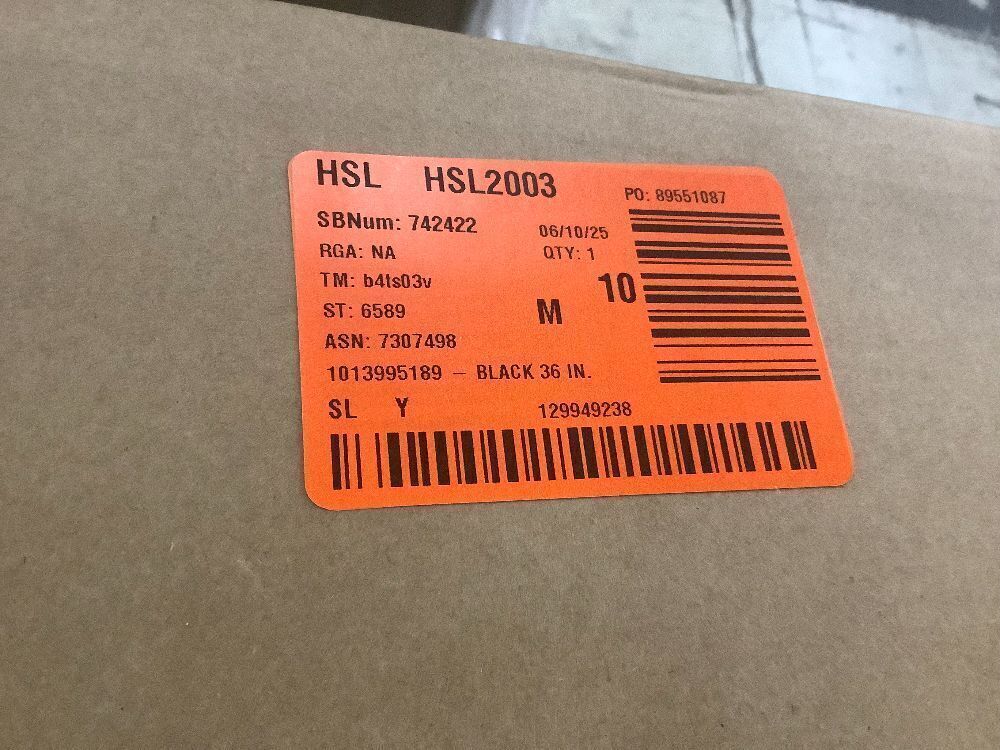 HSL HSL2003
PO: 89551087
SBNum: 742422
06/10/25
RGA: NA
QTY: 1
TM: b4ts03v
10
ST: 6589
M
ASN: 7307498
1013995189 – BLACK 36 IN.
SL Y
129949238